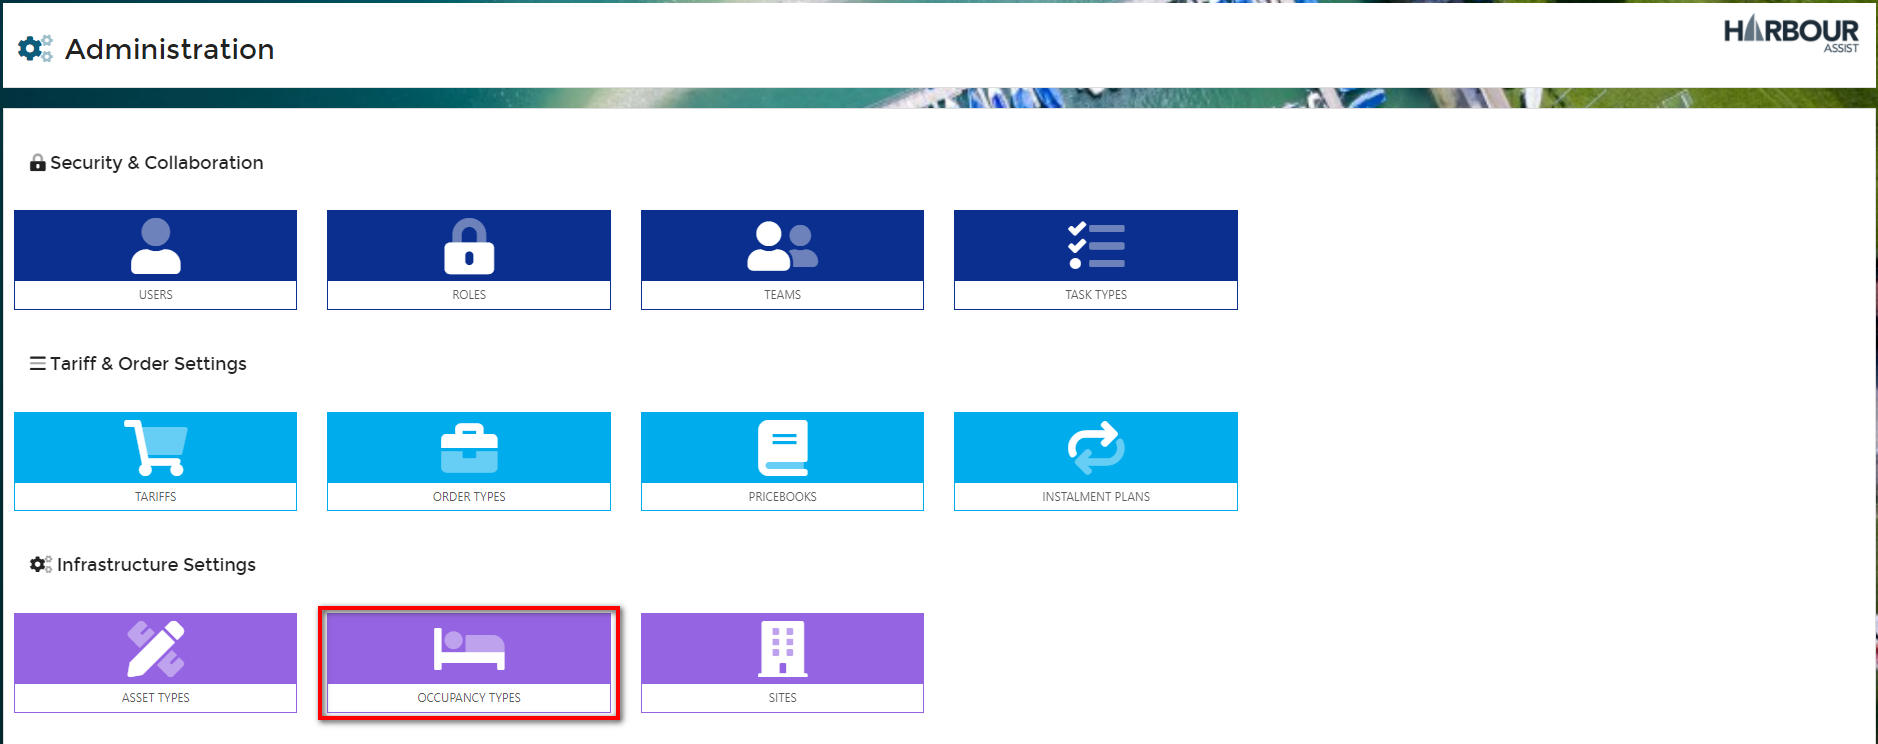 Administration
HARBOUR
ASSIST
Security & Collaboration
USERS
ROLES
TEAMS
TASK TYPES
Tariff & Order Settings
TARIFFS
ORDER TYPES
PRICEBOOKS
INSTALMENT PLANS
Infrastructure Settings
ASSET TYPES
OCCUPANCY TYPES
SITES